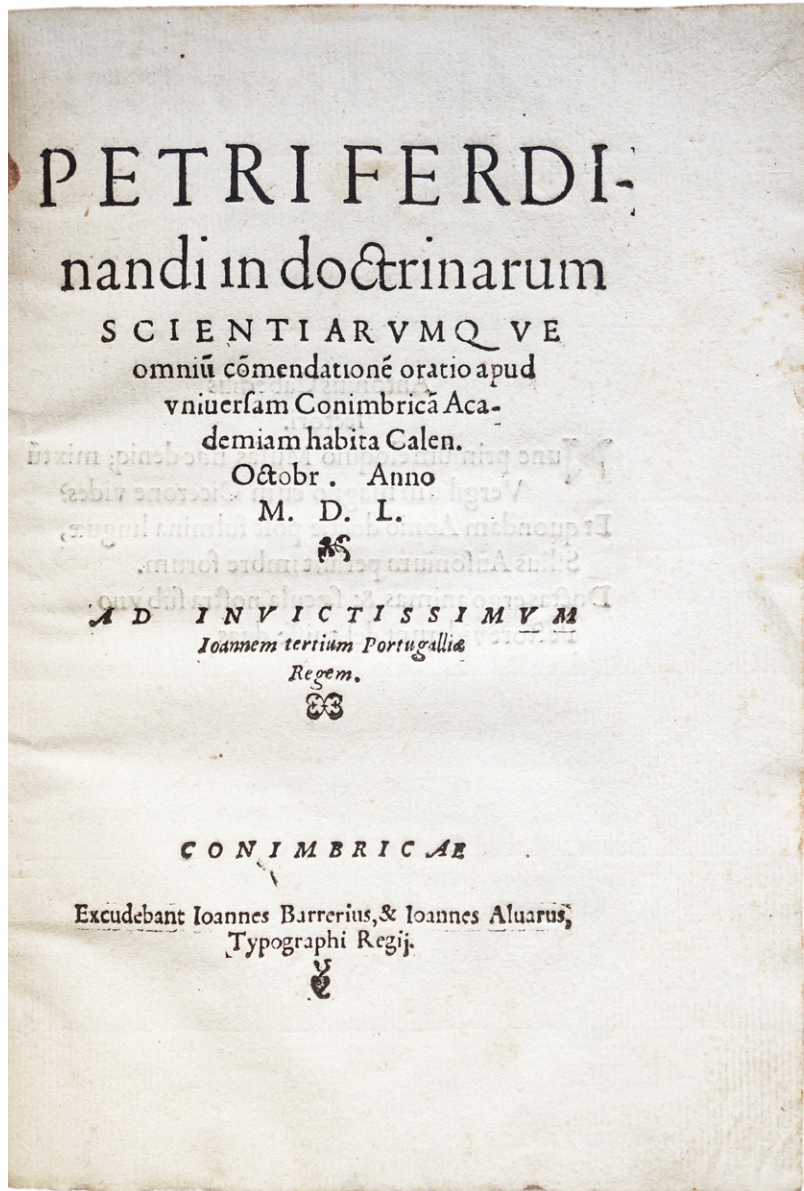 PETRI FERDI-
nandi in doctrinarum
SCIENTIARVMQVE
omniū cōmendationé oratio apud
vniuersam Conimbricā Aca-
demiam habita Calen.
Octobr. Anno
M. D. L.
AD INVICTISSIMVM
Ioannem tertium Portugalliæ
Regem.
CONIMBRICAE
Excudebant Ioannes Barrerius, & Ioannes Aluarus,
Typographi Regij.